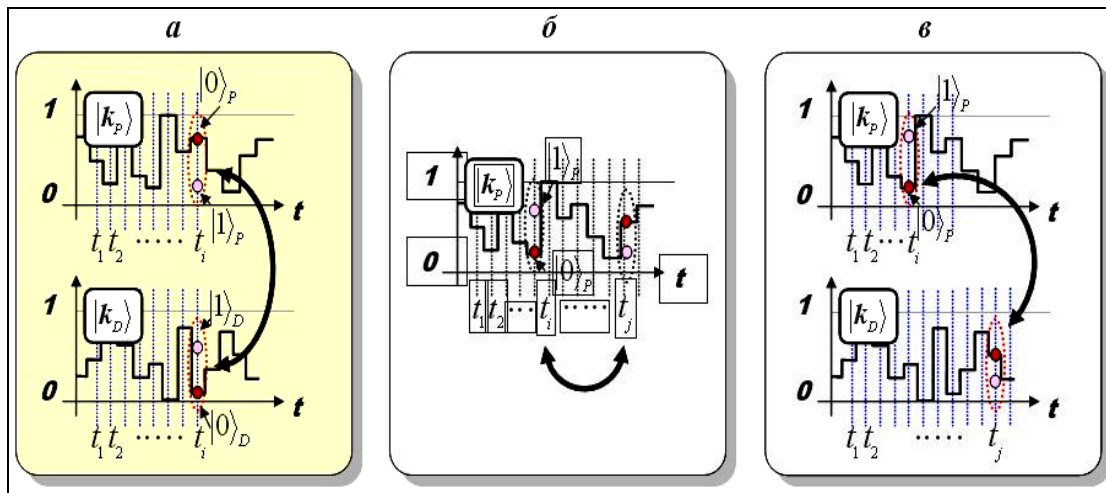 а
б
в
1
|k_P⟩
|0⟩_P
0
t
t_1 t_2 ······ t_i
|1⟩_P
1
|k_D⟩
|1⟩_D
0
t
t_1 t_2 ······ t_i
|0⟩_D
1
|k_P⟩
|1⟩_P
0
|0⟩_P
t
t_1 t_2 ···· t_i ······ t_j
1
|k_P⟩
|1⟩_P
0
t
|0⟩_P
t_1 t_2 ··· t_i
1
|k_D⟩
0
t
t_1 t_2 ····· t_j